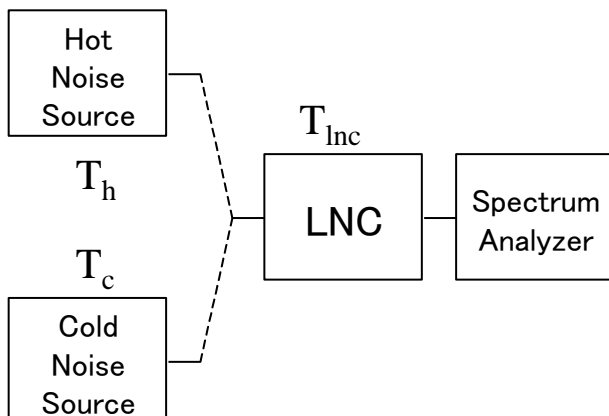 Hot
Noise
Source
T_h
T_c
Cold
Noise
Source
T_lnc
LNC
Spectrum
Analyzer